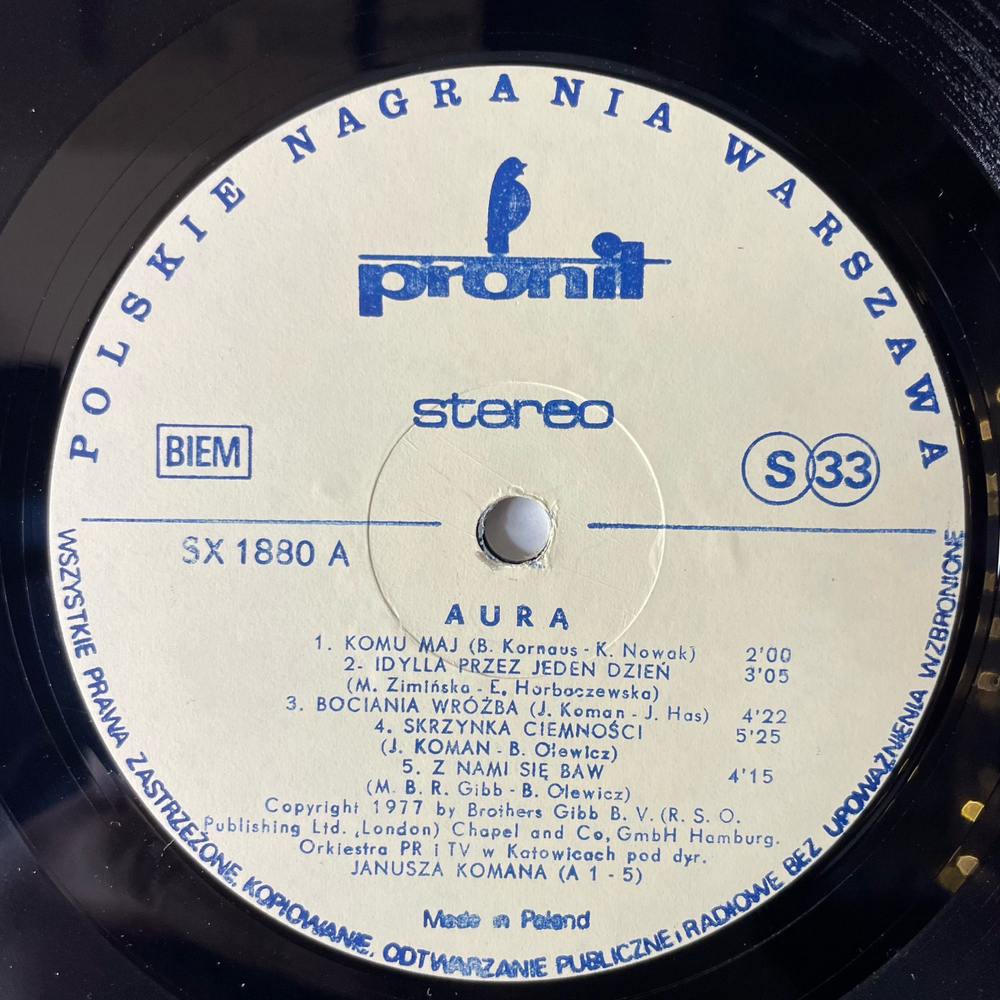 POLSKIE NAGRANIA WARSZAWA
pronit
stereo
BIEM
S 33
SX 1880 A
AURA
1. KOMU MAJ (B. Kornaus - K. Nowak) 2'00
2- IDYLLA PRZEZ JEDEN DZIEŃ 3'05
(M. Zimińska - E. Horbaczewska)
3. BOCIANIA WRÓŻBA (J. Koman - J. Has) 4'22
4. SKRZYNKA CIEMNOŚCI 5'25
(J. KOMAN - B. Olewicz)
5. Z NAMI SIĘ BAW 4'15
(M. B. R. Gibb - B. Olewicz)
Copyright 1977 by Brothers Gibb B. V. (R. S. O.
Publishing Ltd. ,London) Chapel and Co, GmbH Hamburg.
Orkiestra PR i TV w Katowicach pod dyr.
JANUSZA KOMANA (A 1 - 5)
Made in Poland
WSZYSTKIE PRAWA ZASTRZEŻONE, KOPIOWANIE, ODTWARZANIE PUBLICZNE i RADIOWE BEZ UPOWAŻNIENIA WZBRONIONE